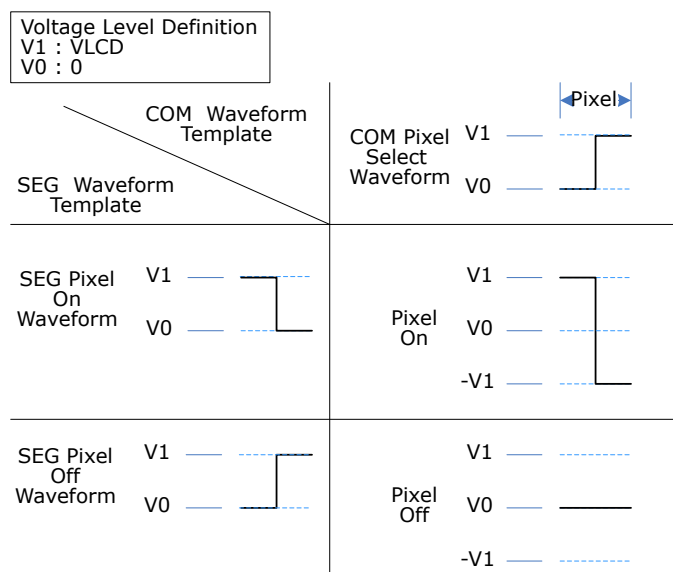 Voltage Level Definition
V1 : VLCD
V0 : 0
COM Waveform
Template
SEG Waveform
Template
Pixel
COM Pixel
Select
Waveform
V1
V0
SEG Pixel
On
Waveform
V1
V0
Pixel
On
V1
V0
-V1
SEG Pixel
Off
Waveform
V1
V0
Pixel
Off
V1
V0
-V1